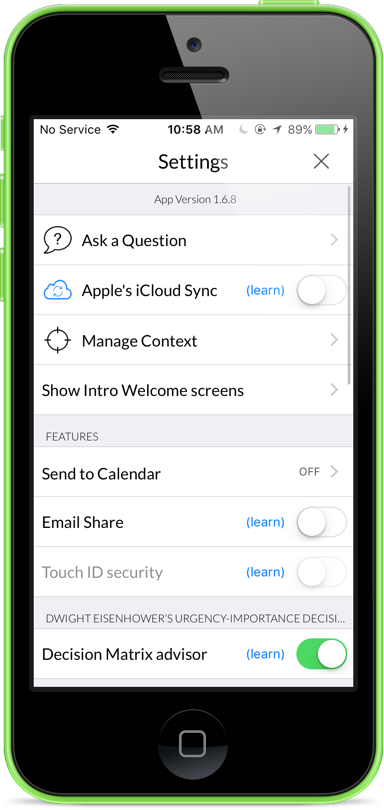 No Service 10:58 AM 89%
Settings
App Version 1.6.8
? Ask a Question
Apple's iCloud Sync (learn)
Manage Context
Show Intro Welcome screens
FEATURES
Send to Calendar OFF
Email Share (learn)
Touch ID security (learn)
DWIGHT EISENHOWER'S URGENCY-IMPORTANCE DECISI...
Decision Matrix advisor (learn)